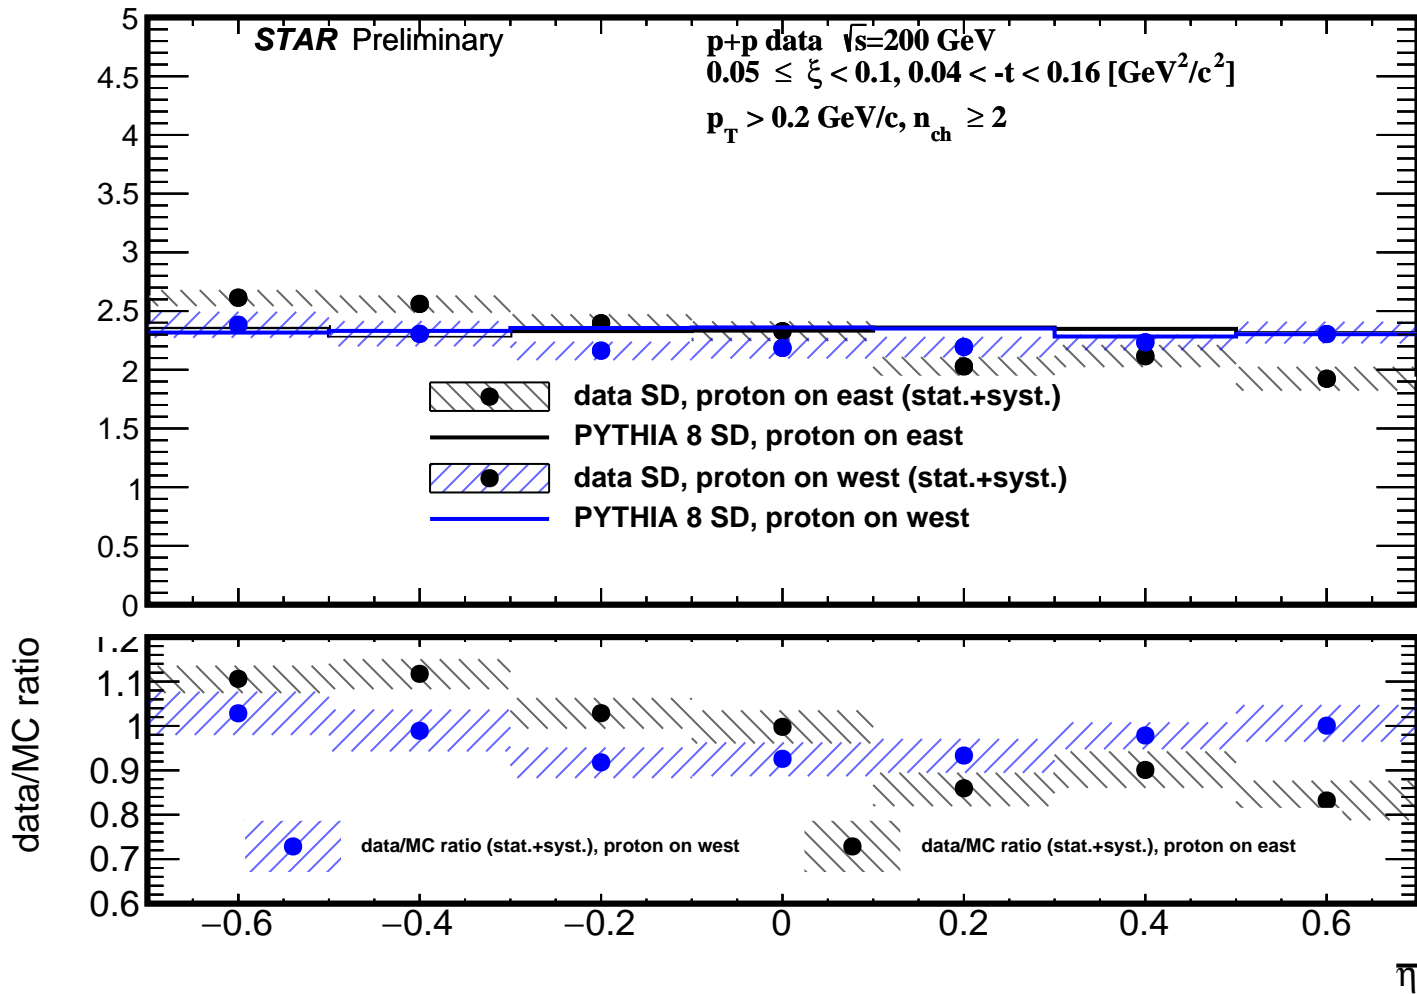 STAR Preliminary
p+p data √s=200 GeV
0.05 ≤ ξ < 0.1, 0.04 < -t < 0.16 [GeV²/c²]
p_T > 0.2 GeV/c, n_ch ≥ 2
5
4.5
4
3.5
3
2.5
2
1.5
1
0.5
0
data SD, proton on east (stat.+syst.)
PYTHIA 8 SD, proton on east
data SD, proton on west (stat.+syst.)
PYTHIA 8 SD, proton on west
data/MC ratio
1.2
1.1
1
0.9
0.8
0.7
0.6
data/MC ratio (stat.+syst.), proton on west
data/MC ratio (stat.+syst.), proton on east
−0.6 −0.4 −0.2 0 0.2 0.4 0.6
η̅